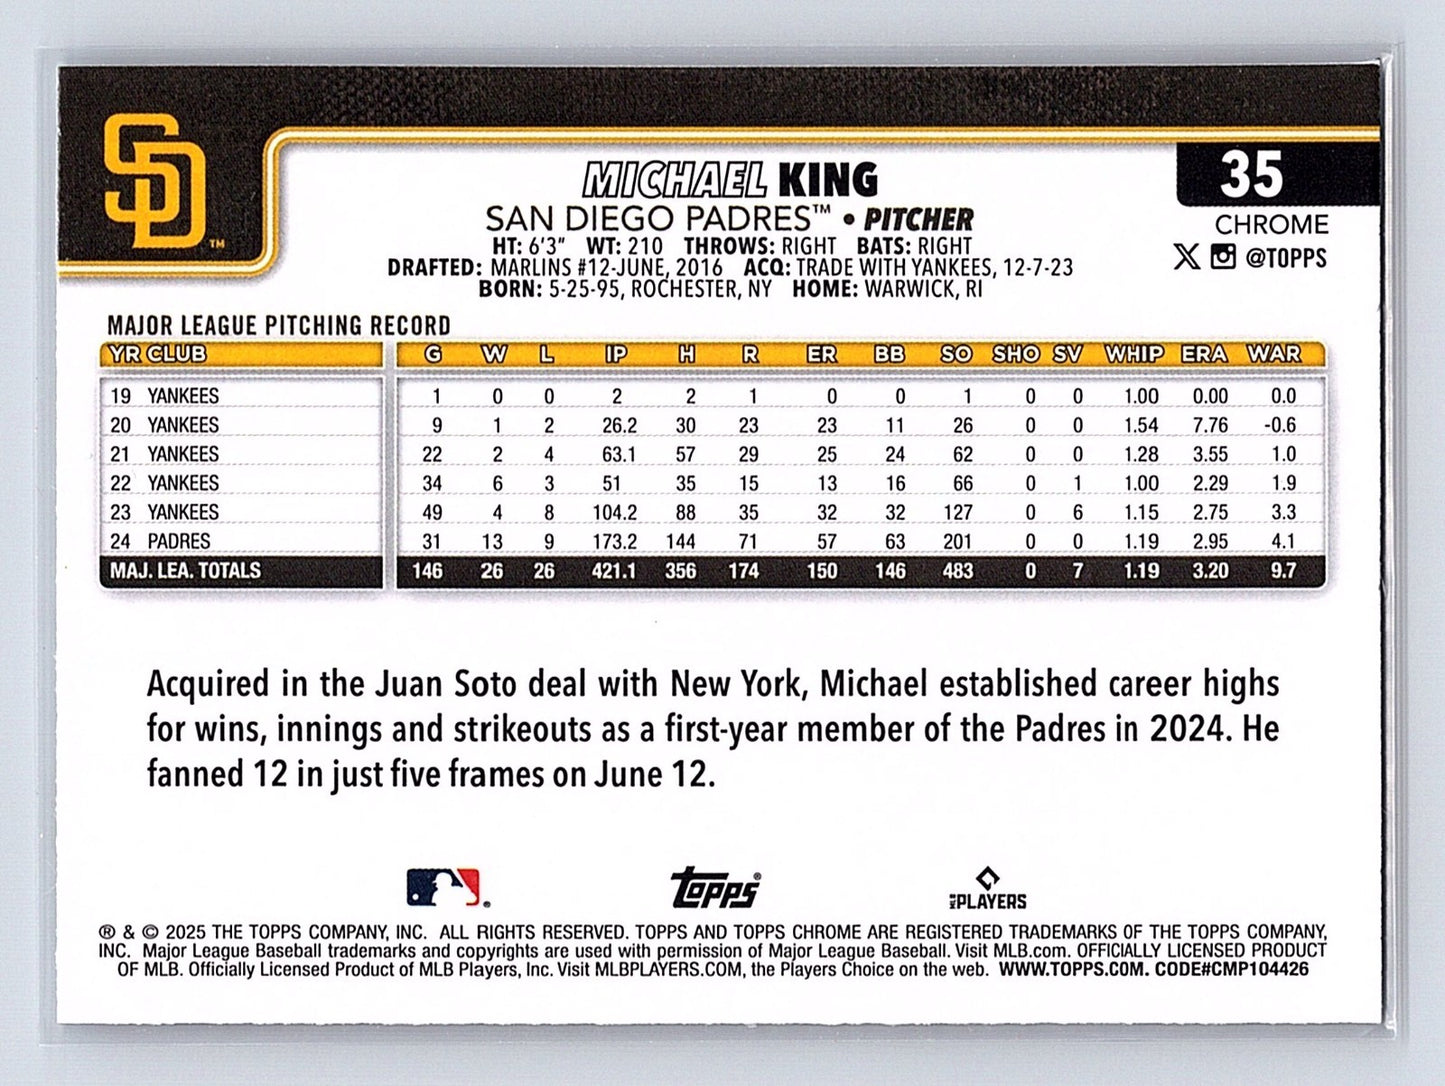 SD™
35
MICHAEL KING
CHROME
SAN DIEGO PADRES™ • PITCHER
@TOPPS
HT: 6'3" WT: 210 THROWS: RIGHT BATS: RIGHT
DRAFTED: MARLINS #12-JUNE, 2016 ACQ: TRADE WITH YANKEES, 12-7-23
BORN: 5-25-95, ROCHESTER, NY HOME: WARWICK, RI
MAJOR LEAGUE PITCHING RECORD
YR CLUB G W L IP H R ER BB SO SHO SV WHIP ERA WAR
19 YANKEES 1 0 0 2 2 1 0 0 1 0 0 1.00 0.00 0.0
20 YANKEES 9 1 2 26.2 30 23 23 11 26 0 0 1.54 7.76 -0.6
21 YANKEES 22 2 4 63.1 57 29 25 24 62 0 0 1.28 3.55 1.0
22 YANKEES 34 6 3 51 35 15 13 16 66 0 1 1.00 2.29 1.9
23 YANKEES 49 4 8 104.2 88 35 32 32 127 0 6 1.15 2.75 3.3
24 PADRES 31 13 9 173.2 144 71 57 63 201 0 0 1.19 2.95 4.1
MAJ. LEA. TOTALS 146 26 26 421.1 356 174 150 146 483 0 7 1.19 3.20 9.7
Acquired in the Juan Soto deal with New York, Michael established career highs
for wins, innings and strikeouts as a first-year member of the Padres in 2024. He
fanned 12 in just five frames on June 12.
Topps®
MLB PLAYERS
® & © 2025 THE TOPPS COMPANY, INC. ALL RIGHTS RESERVED. TOPPS AND TOPPS CHROME ARE REGISTERED TRADEMARKS OF THE TOPPS COMPANY,
INC. Major League Baseball trademarks and copyrights are used with permission of Major League Baseball. Visit MLB.com. OFFICIALLY LICENSED PRODUCT
OF MLB. Officially Licensed Product of MLB Players, Inc. Visit MLBPLAYERS.COM, the Players Choice on the web. WWW.TOPPS.COM. CODE#CMP104426